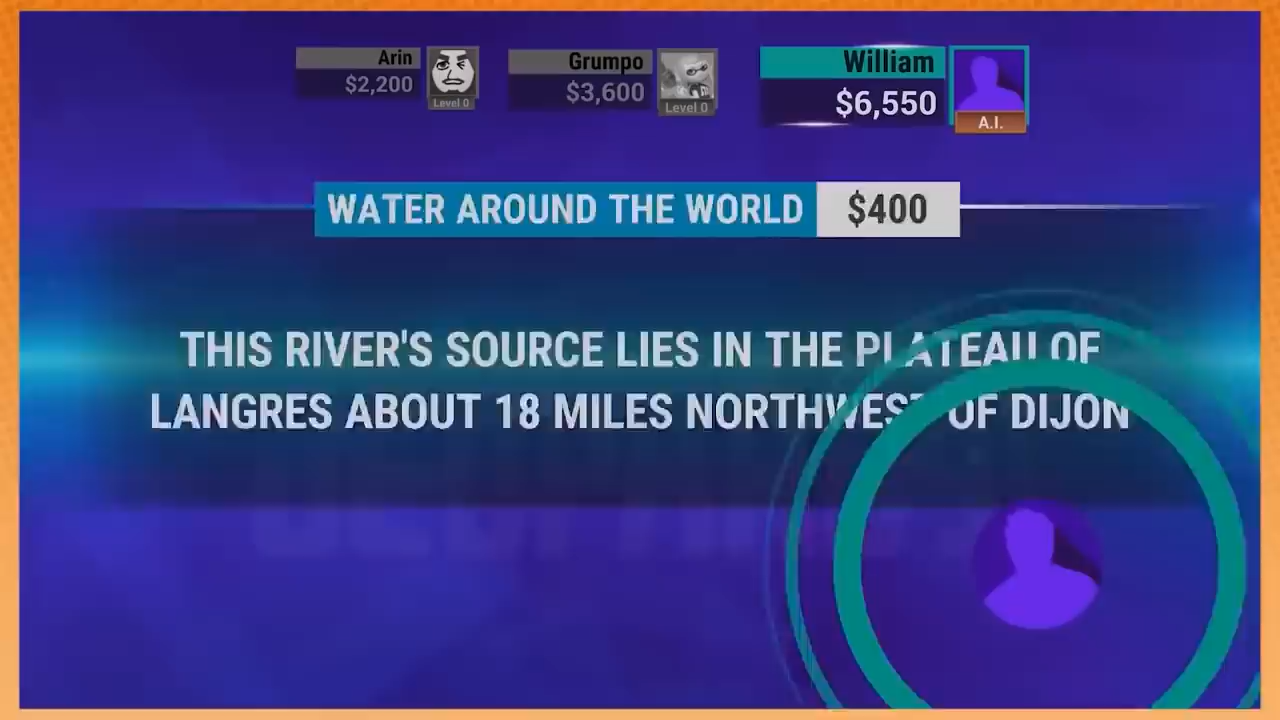 Arin
$2,200
Level 0
Grumpo
$3,600
Level 0
William
$6,550
A.I.
WATER AROUND THE WORLD $400
THIS RIVER'S SOURCE LIES IN THE PLATEAU OF
LANGRES ABOUT 18 MILES NORTHWEST OF DIJON